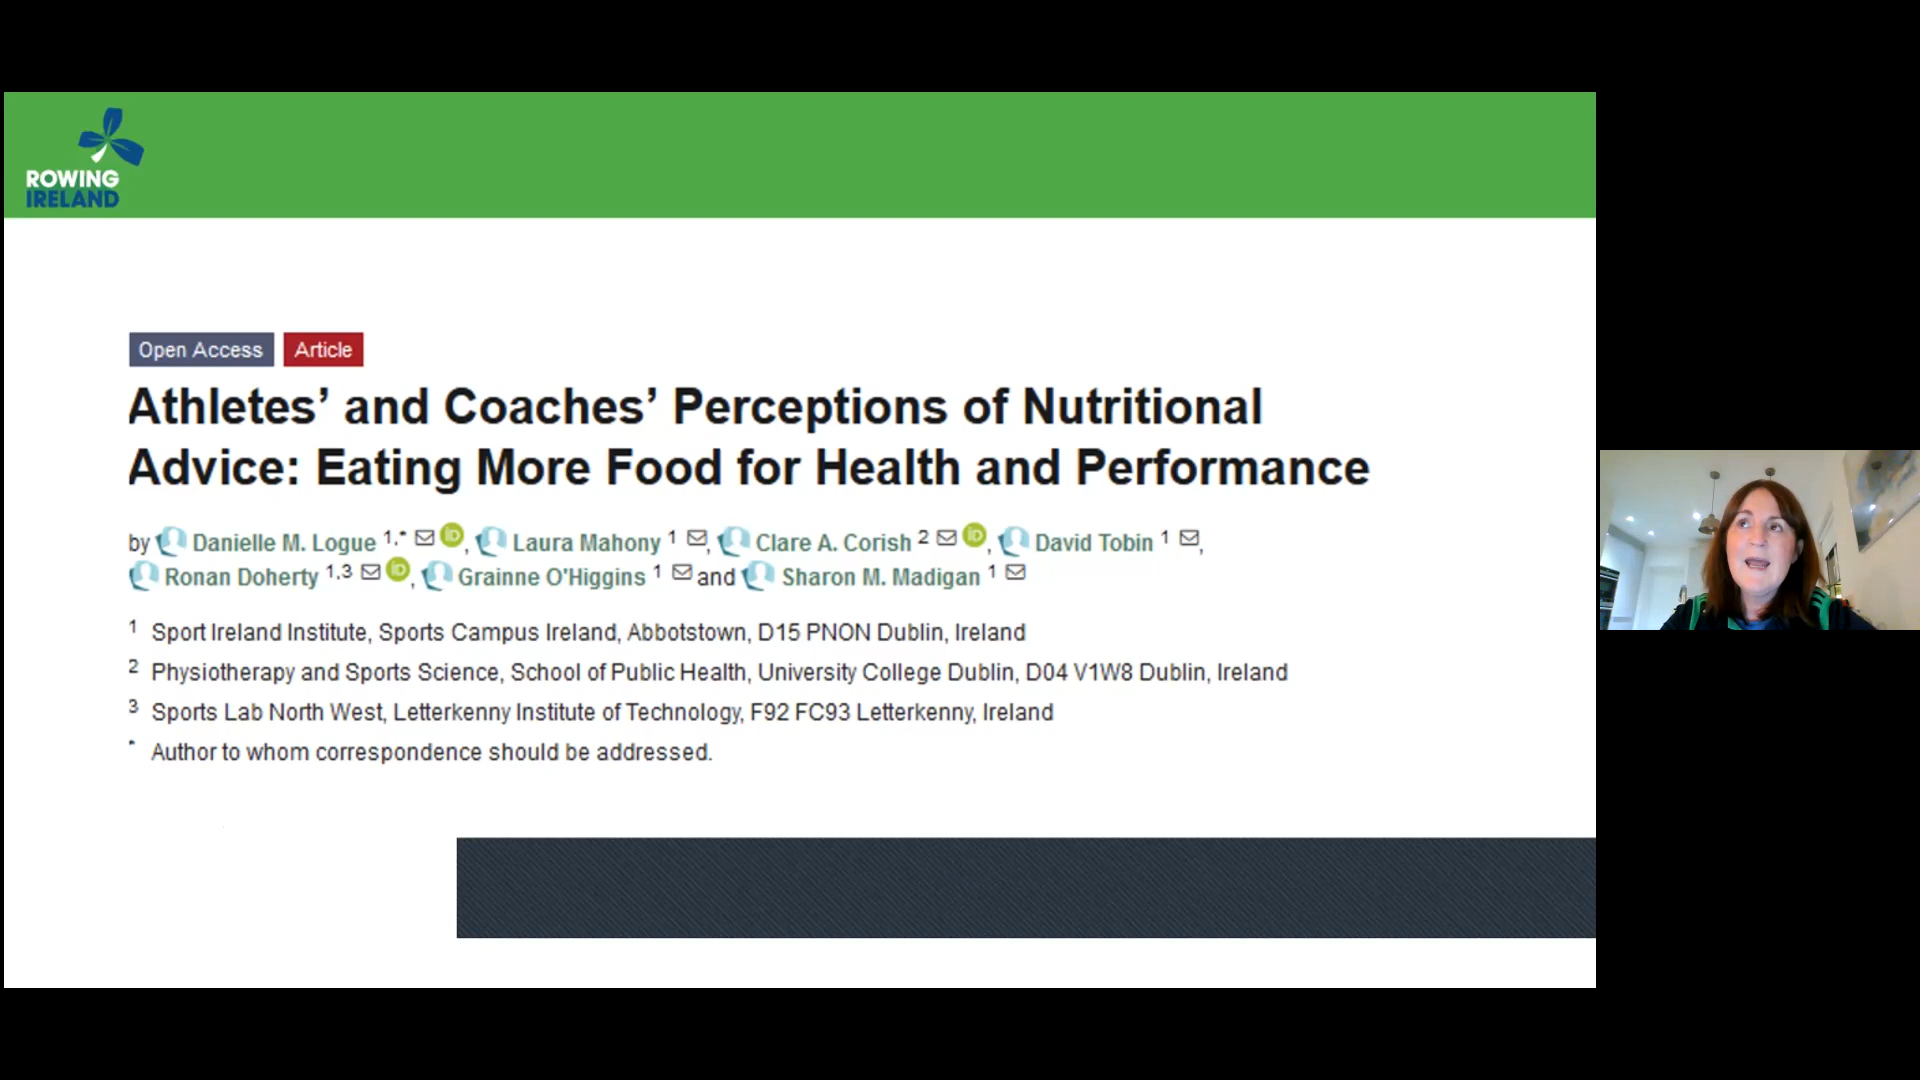 ROWING
IRELAND
Open Access Article
Athletes’ and Coaches’ Perceptions of Nutritional
Advice: Eating More Food for Health and Performance
by Danielle M. Logue 1,* iD, Laura Mahony 1, Clare A. Corish 2 iD, David Tobin 1,
Ronan Doherty 1,3 iD, Grainne O'Higgins 1 and Sharon M. Madigan 1
1 Sport Ireland Institute, Sports Campus Ireland, Abbotstown, D15 PNON Dublin, Ireland
2 Physiotherapy and Sports Science, School of Public Health, University College Dublin, D04 V1W8 Dublin, Ireland
3 Sports Lab North West, Letterkenny Institute of Technology, F92 FC93 Letterkenny, Ireland
* Author to whom correspondence should be addressed.